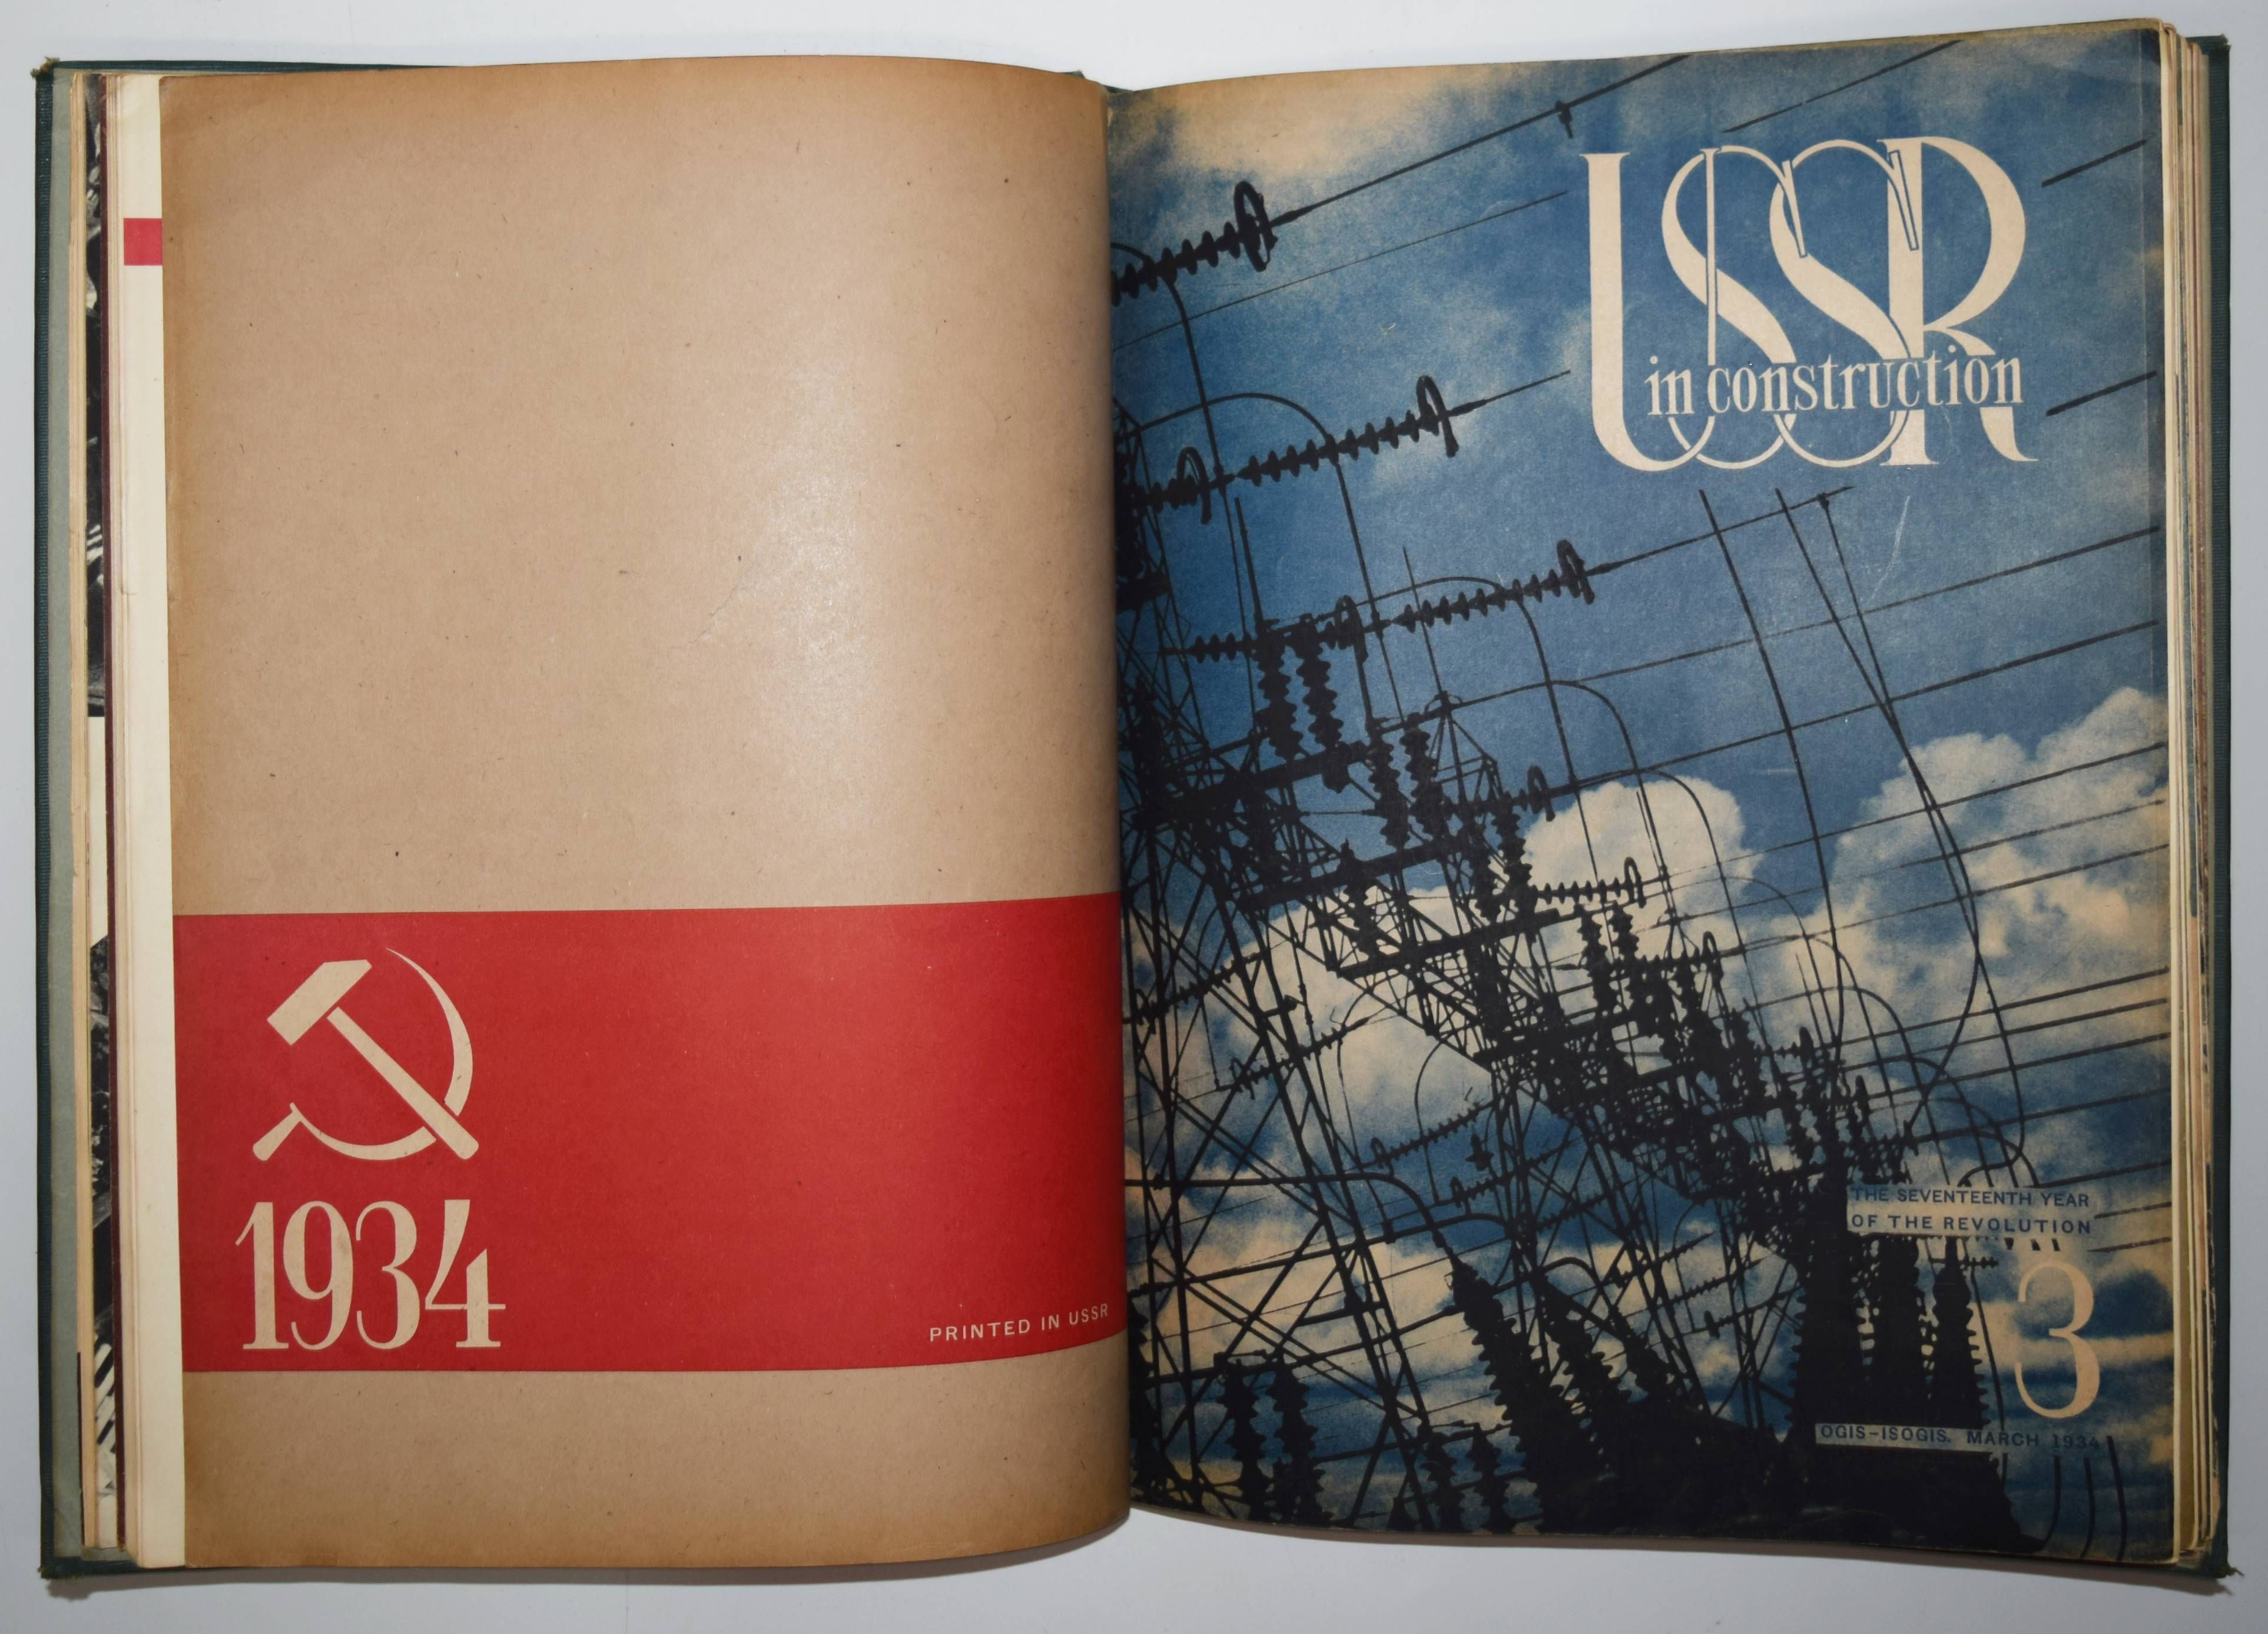 1934
PRINTED IN USSR
USSR
in construction
THE SEVENTEENTH YEAR
OF THE REVOLUTION
3
OGIS-ISOGIS. MARCH 1934